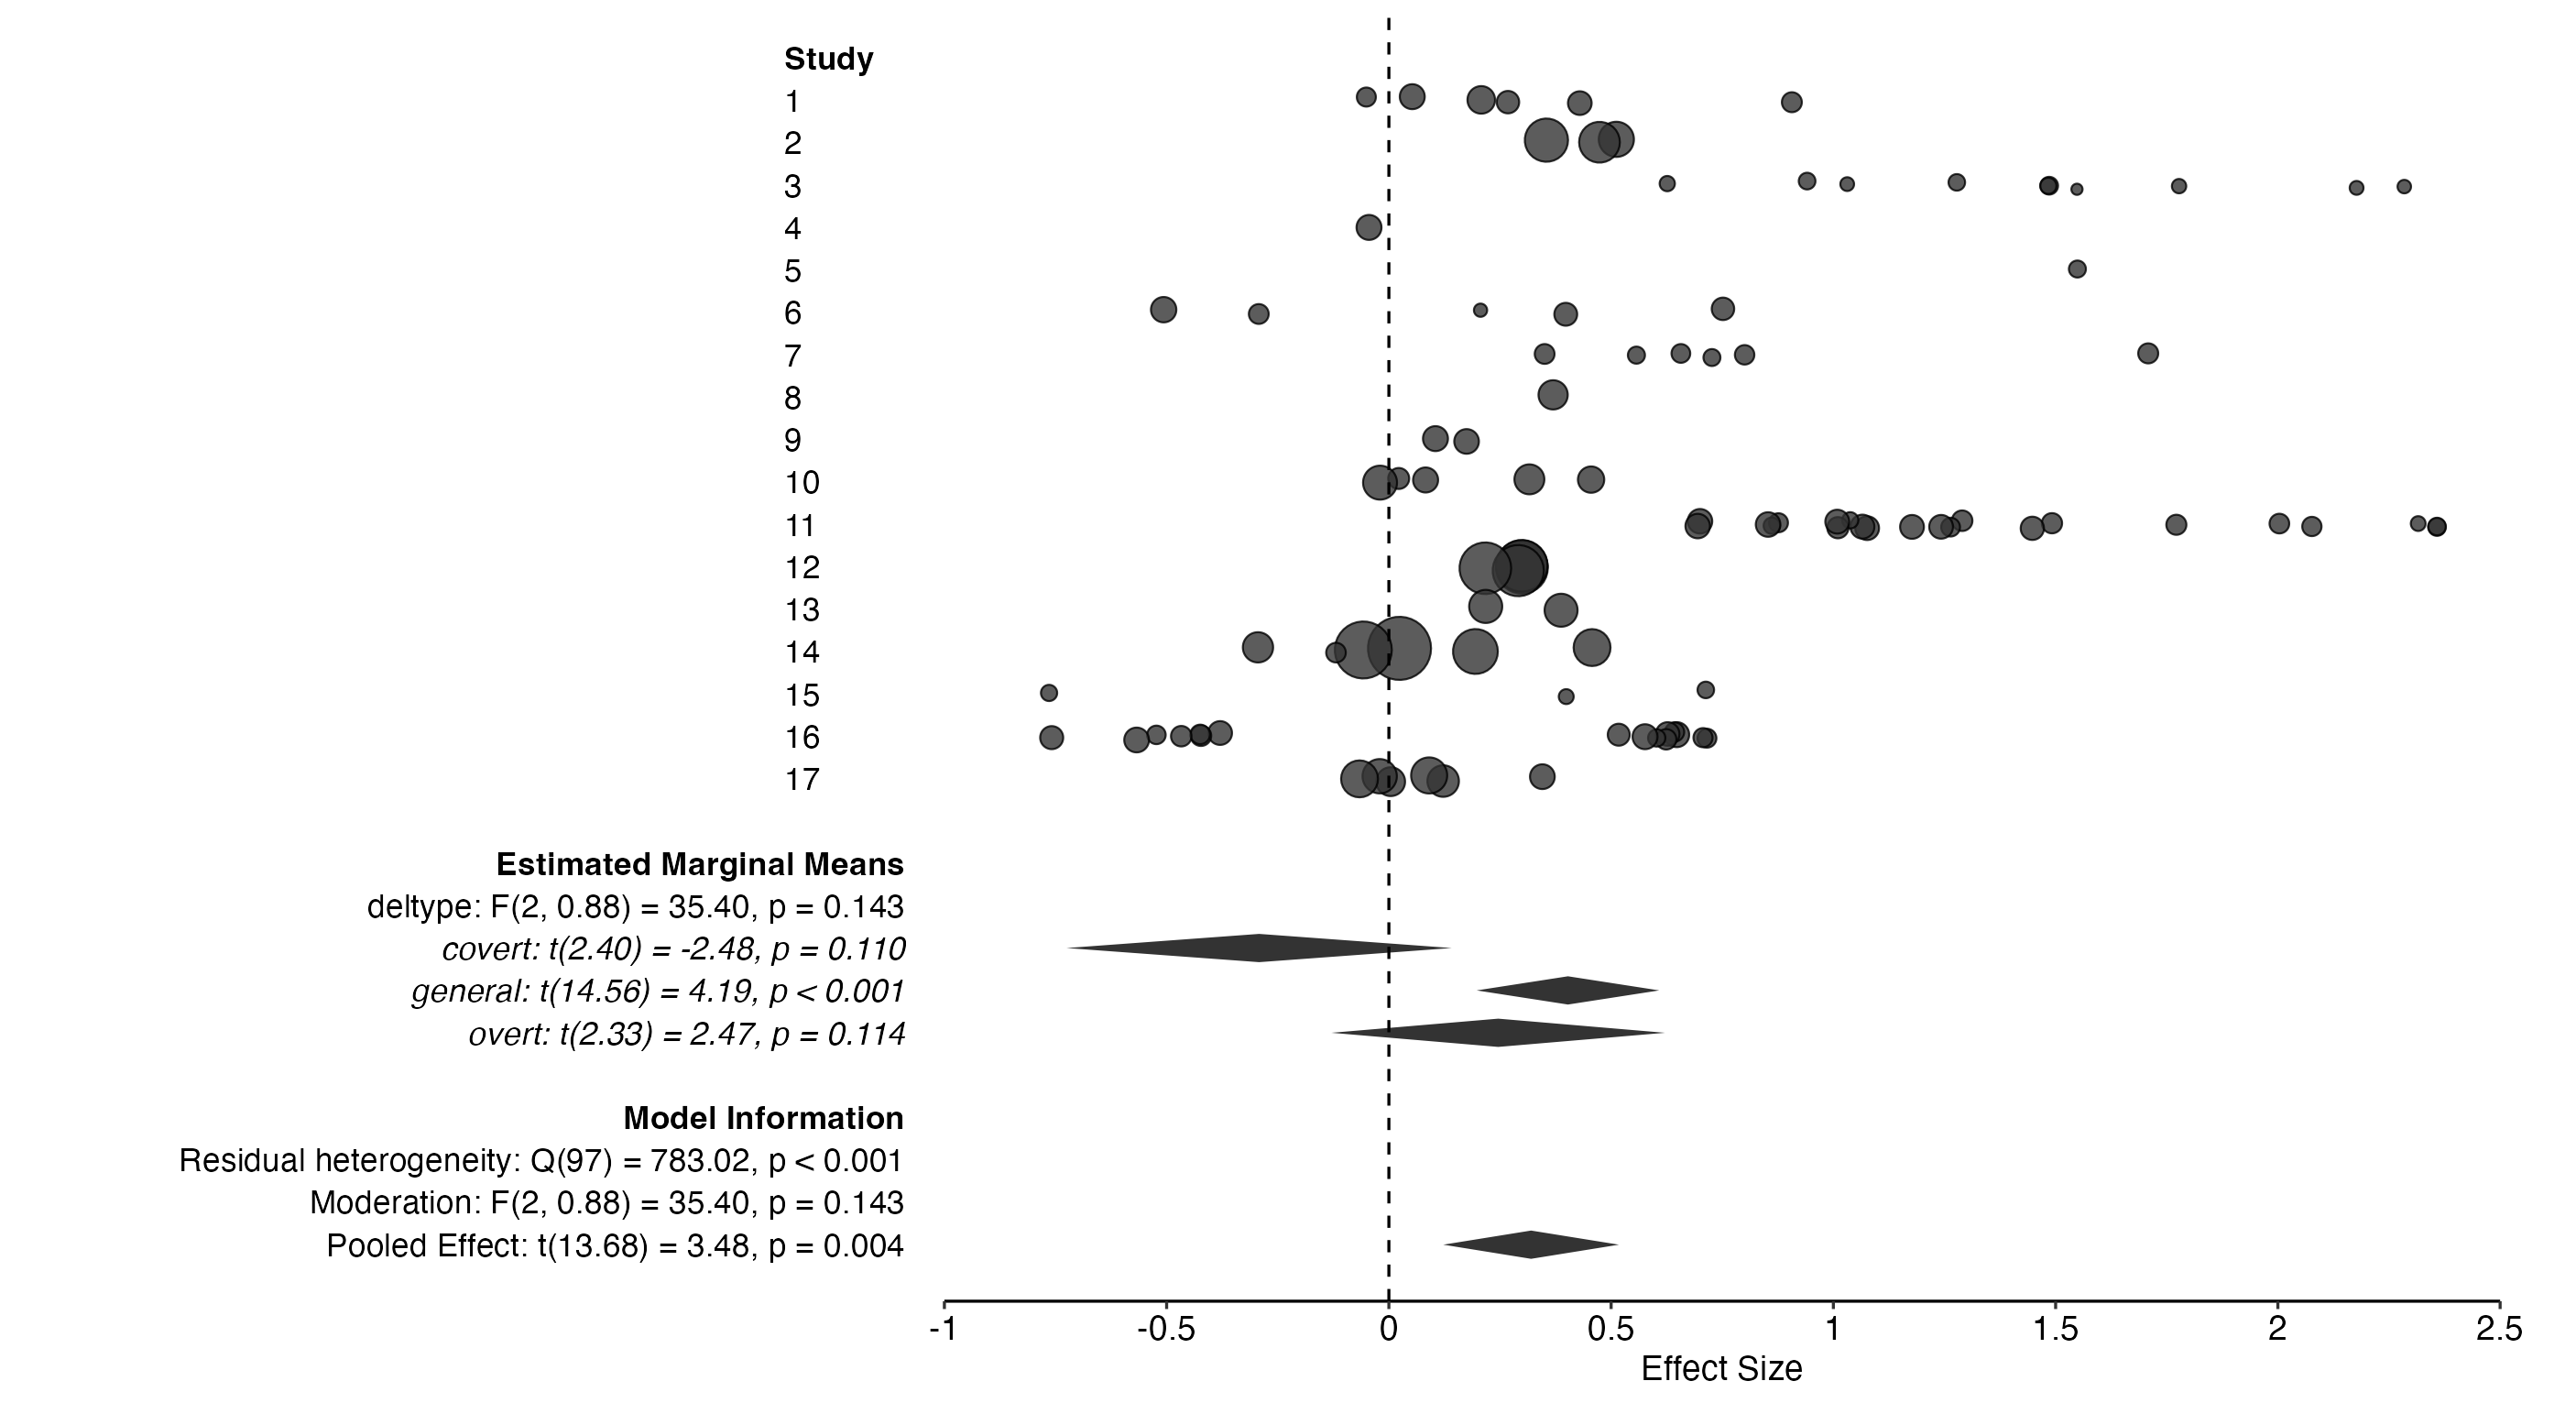 Study
1
2
3
4
5
6
7
8
9
10
11
12
13
14
15
16
17
Estimated Marginal Means
deltype: F(2, 0.88) = 35.40, p = 0.143
covert: t(2.40) = -2.48, p = 0.110
general: t(14.56) = 4.19, p < 0.001
overt: t(2.33) = 2.47, p = 0.114
Model Information
Residual heterogeneity: Q(97) = 783.02, p < 0.001
Moderation: F(2, 0.88) = 35.40, p = 0.143
Pooled Effect: t(13.68) = 3.48, p = 0.004
-1 -0.5 0 0.5 1 1.5 2 2.5
Effect Size